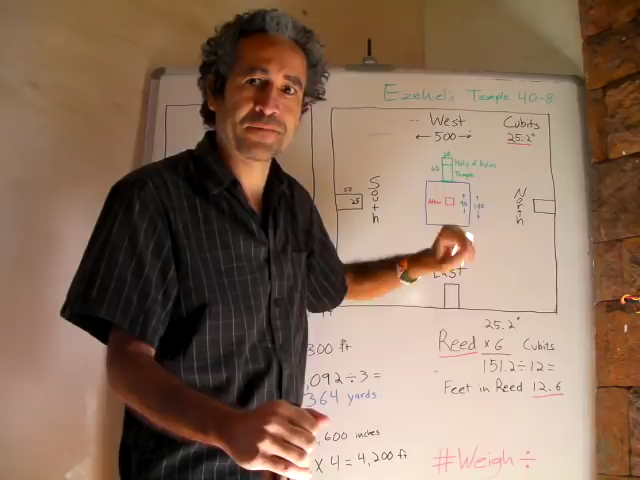 Ezekiel's Temple 40-8
West
← 500 →
Cubits
25.2"
60
Holy of Holies
Temple
50
25
South
Altar
North
East
25.2"
Reed x 6 Cubits
151.2 ÷ 12 =
Feet in Reed 12.6
300 ft
,092 ÷ 3 =
364 yards
,600 inches
x 4 = 4,200 ft
#Weigh ÷